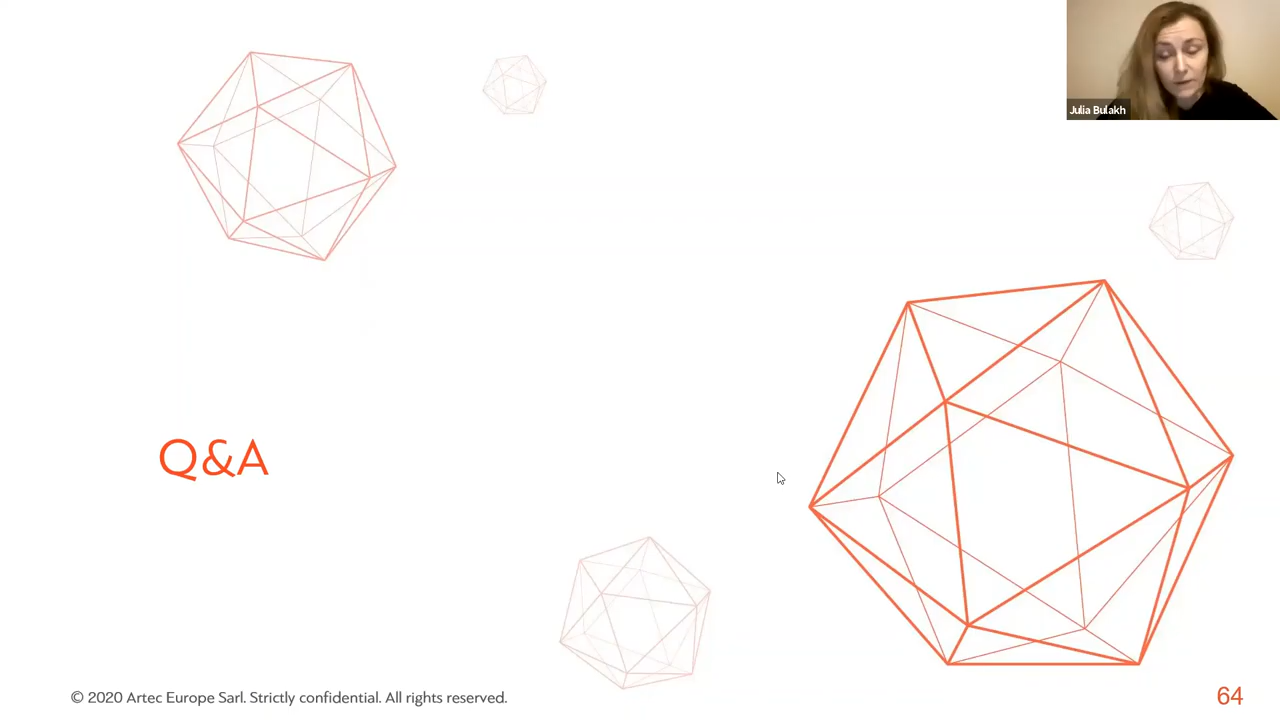 Julia Bulakh
Q&A
© 2020 Artec Europe Sarl. Strictly confidential. All rights reserved.
64